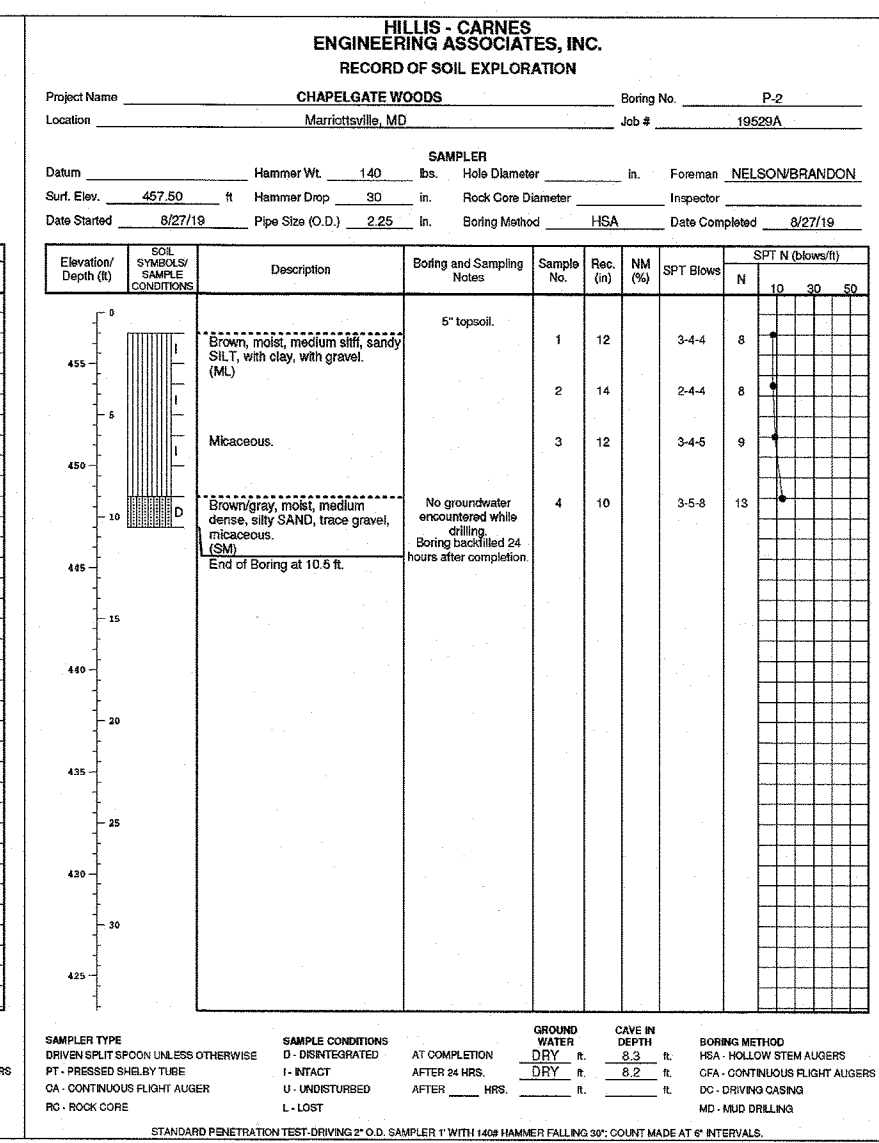 HILLIS - CARNES
ENGINEERING ASSOCIATES, INC.
RECORD OF SOIL EXPLORATION
Project Name CHAPELGATE WOODS Boring No. P-2
Location Marriottsville, MD Job # 19529A
SAMPLER
Datum Hammer Wt. 140 lbs. Hole Diameter in. Foreman NELSON/BRANDON
Surf. Elev. 457.50 ft Hammer Drop 30 in. Rock Core Diameter Inspector
Date Started 8/27/19 Pipe Size (O.D.) 2.25 in. Boring Method HSA Date Completed 8/27/19
Elevation/ Depth (ft) SOIL SYMBOLS/ SAMPLE CONDITIONS Description Boring and Sampling Notes Sample No. Rec. (in) NM (%) SPT Blows SPT N (blows/ft) N 10 30 50
0
5" topsoil.
Brown, moist, medium stiff, sandy 1 12 3-4-4 8
I
SILT, with clay, with gravel.
455
(ML)
2 14 2-4-4 8
I
5
Micaceous. 3 12 3-4-5 9
I
450
Brown/gray, moist, medium No groundwater 4 10 3-5-8 13
D
10
dense, silty SAND, trace gravel, encountered while
micaceous. drilling.
(SM) Boring backfilled 24
End of Boring at 10.5 ft. hours after completion.
445
15
440
20
435
25
430
30
425
SAMPLER TYPE SAMPLE CONDITIONS GROUND WATER CAVE IN DEPTH BORING METHOD
DRIVEN SPLIT SPOON UNLESS OTHERWISE D - DISINTEGRATED AT COMPLETION DRY ft. 8.3 ft. HSA - HOLLOW STEM AUGERS
RS PT - PRESSED SHELBY TUBE I - INTACT AFTER 24 HRS. DRY ft. 8.2 ft. CFA - CONTINUOUS FLIGHT AUGERS
CA - CONTINUOUS FLIGHT AUGER U - UNDISTURBED AFTER HRS. ft. ft. DC - DRIVING CASING
RC - ROCK CORE L - LOST MD - MUD DRILLING
STANDARD PENETRATION TEST-DRIVING 2" O.D. SAMPLER 1' WITH 140# HAMMER FALLING 30"; COUNT MADE AT 6" INTERVALS.